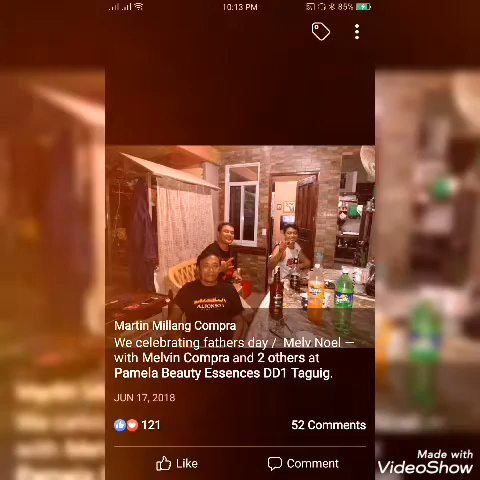 10:13 PM
85%
ALFONSO
Martin Millang Compra
We celebrating fathers day / Melv Noel —
with Melvin Compra and 2 others at
Pamela Beauty Essences DD1 Taguig.
JUN 17, 2018
121
52 Comments
Like
Comment
Made with
VideoShow